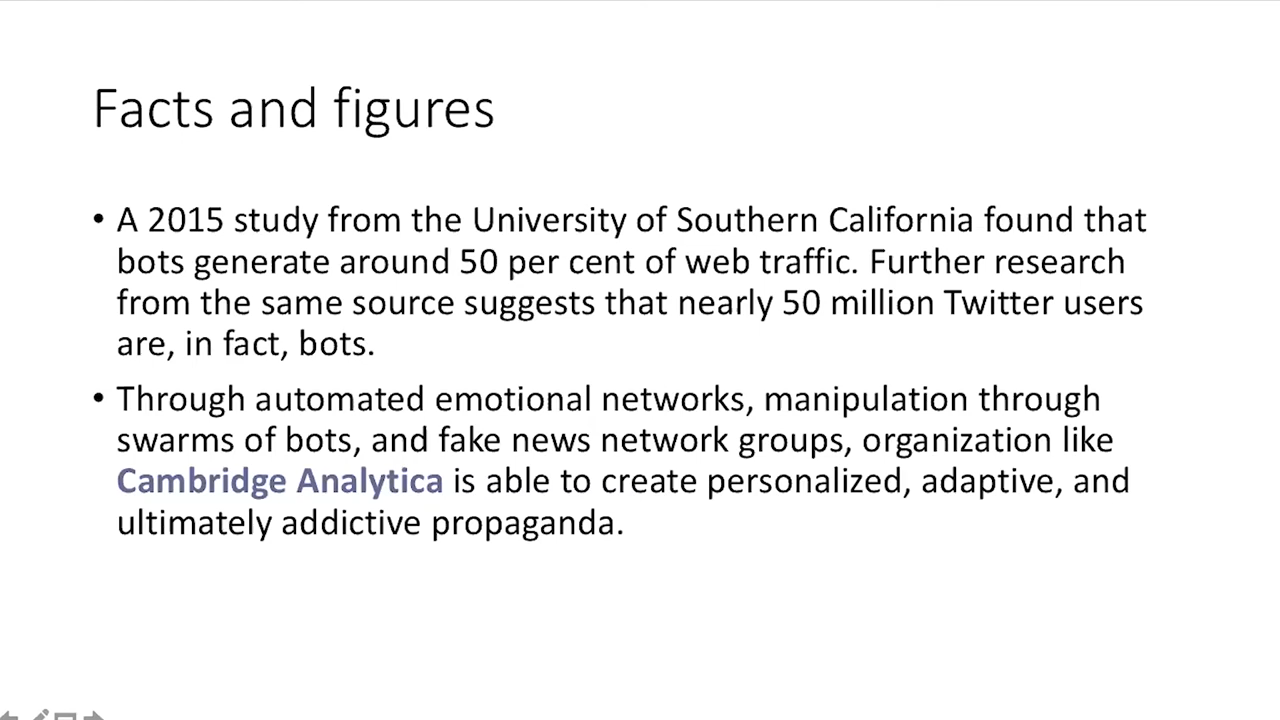 Facts and figures
• A 2015 study from the University of Southern California found that
bots generate around 50 per cent of web traffic. Further research
from the same source suggests that nearly 50 million Twitter users
are, in fact, bots.
• Through automated emotional networks, manipulation through
swarms of bots, and fake news network groups, organization like
Cambridge Analytica is able to create personalized, adaptive, and
ultimately addictive propaganda.